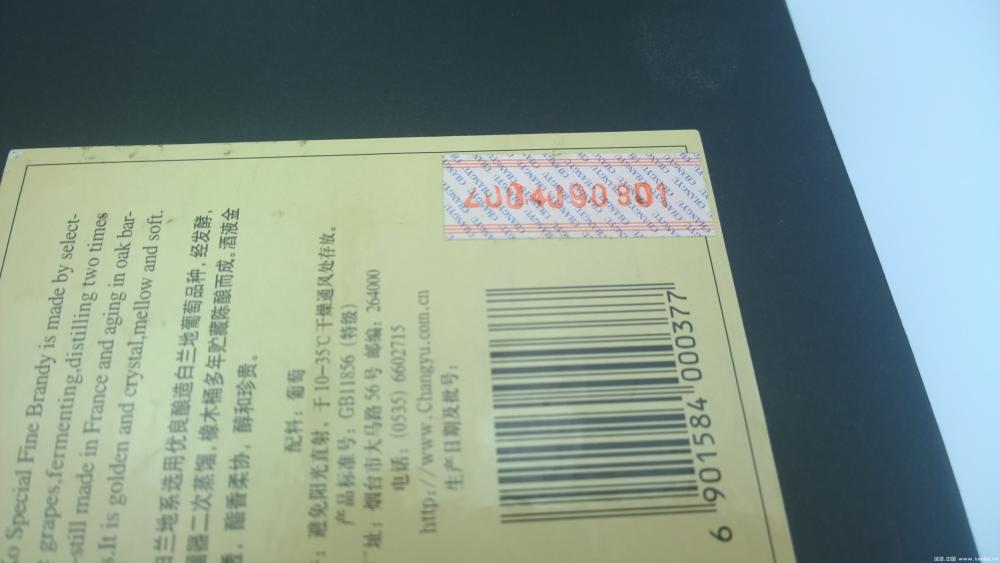 Special Fine Brandy is made by select-
grapes,fermenting,distilling two times
-still made in France and aging in oak bar-
s.It is golden and crystal,mellow and soft.
白兰地系选用优良酿造白兰地葡萄品种，经发酵，
器二次蒸馏，橡木桶多年贮藏陈酿而成。酒液金
，酯香柔协，醇和珍贵。
配料：葡萄
：避免阳光直射，于10-35℃干燥通风处存放。
产品标准号：GB11856（特级）
址：烟台市大马路56号 邮编：264000
电话：(0535) 6602715
http://www.Changyu.com.cn
生产日期及批号：
CHANGYU
6 901584 000377